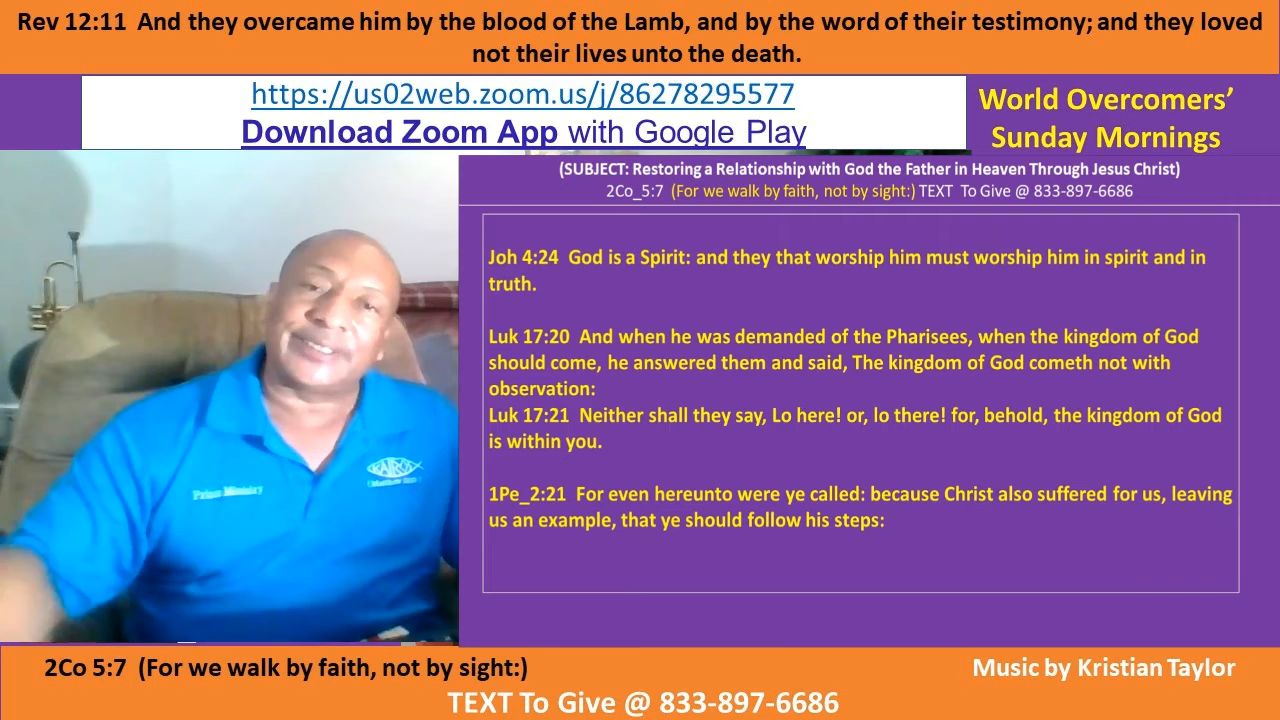 Rev 12:11  And they overcame him by the blood of the Lamb, and by the word of their testimony; and they loved
not their lives unto the death.
https://us02web.zoom.us/j/86278295577
Download Zoom App with Google Play
World Overcomers’
Sunday Mornings
(SUBJECT: Restoring a Relationship with God the Father in Heaven Through Jesus Christ)
2Co_5:7  (For we walk by faith, not by sight:) TEXT  To Give @ 833-897-6686
Joh 4:24  God is a Spirit: and they that worship him must worship him in spirit and in
truth.
Luk 17:20  And when he was demanded of the Pharisees, when the kingdom of God
should come, he answered them and said, The kingdom of God cometh not with
observation:
Luk 17:21  Neither shall they say, Lo here! or, lo there! for, behold, the kingdom of God
is within you.
1Pe_2:21  For even hereunto were ye called: because Christ also suffered for us, leaving
us an example, that ye should follow his steps:
KAIROS
Prison Ministry
2Co 5:7  (For we walk by faith, not by sight:)
Music by Kristian Taylor
TEXT To Give @ 833-897-6686